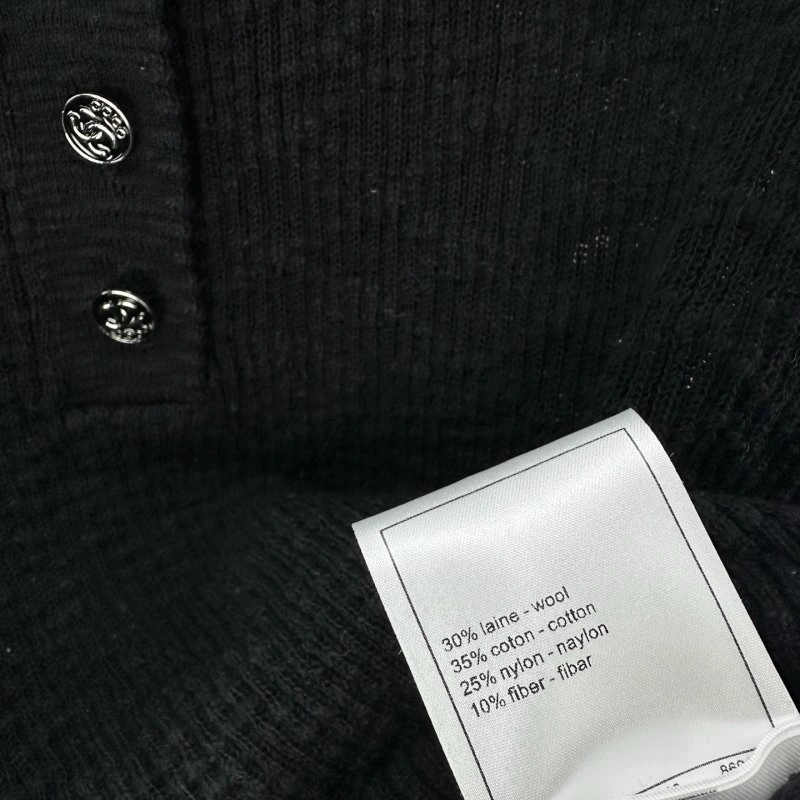 30% laine - wool
35% coton - cotton
25% nylon - naylon
10% fiber - fibar